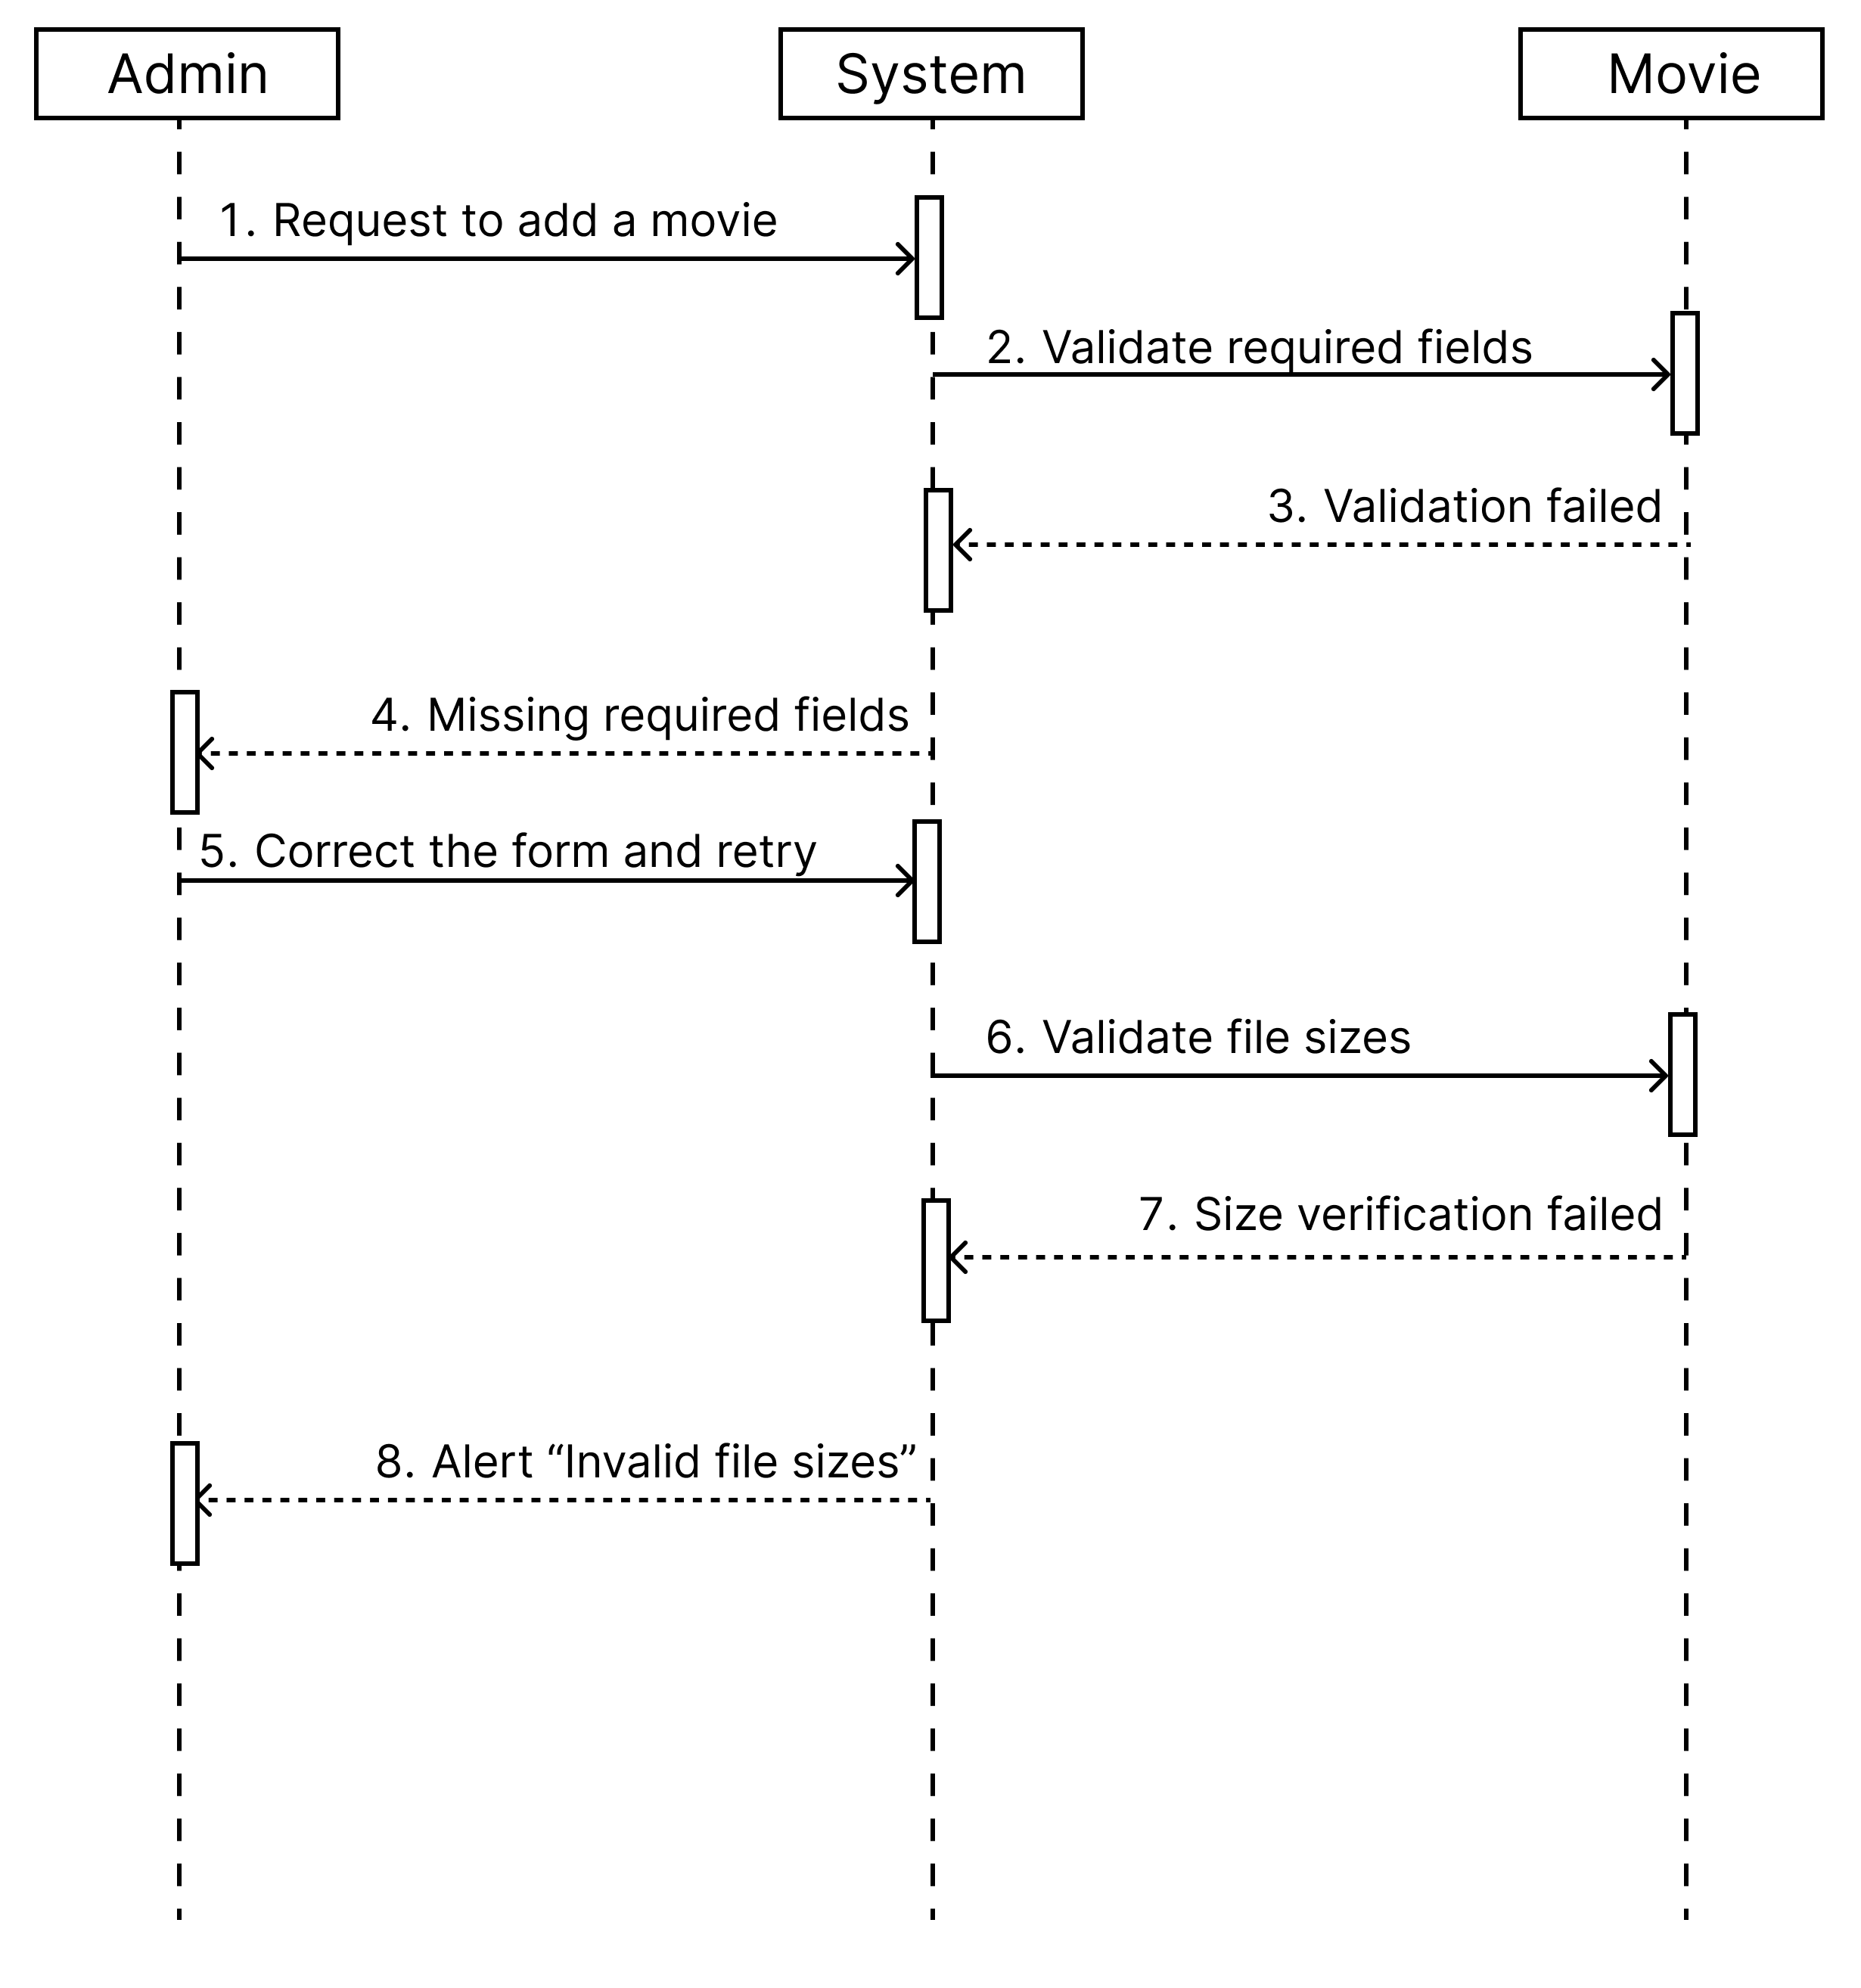 Admin
System
Movie
1. Request to add a movie
2. Validate required fields
3. Validation failed
4. Missing required fields
5. Correct the form and retry
6. Validate file sizes
7. Size verification failed
8. Alert “Invalid file sizes”